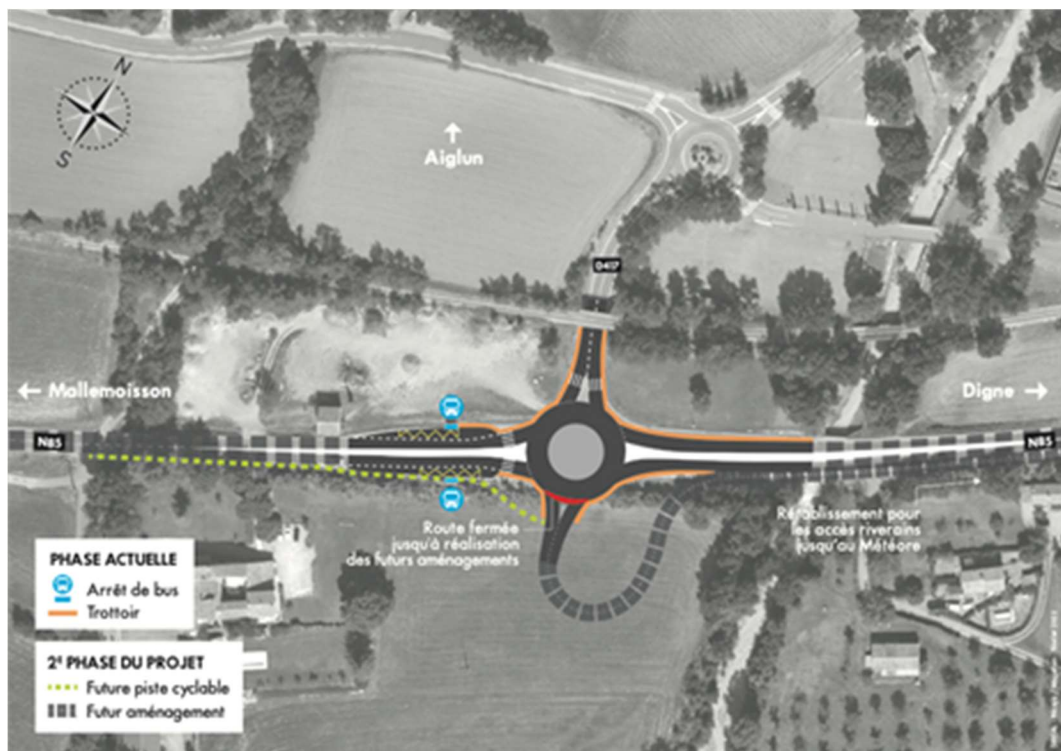 N
S
Aiglun
D417
Mallemoisson
Digne
N85
N85
Route fermée
jusqu'à réalisation
des futurs aménagements
Rétablissement pour
les accès riverains
jusqu'au Météore
PHASE ACTUELLE
Arrêt de bus
Trottoir
2e PHASE DU PROJET
Future piste cyclable
Futur aménagement